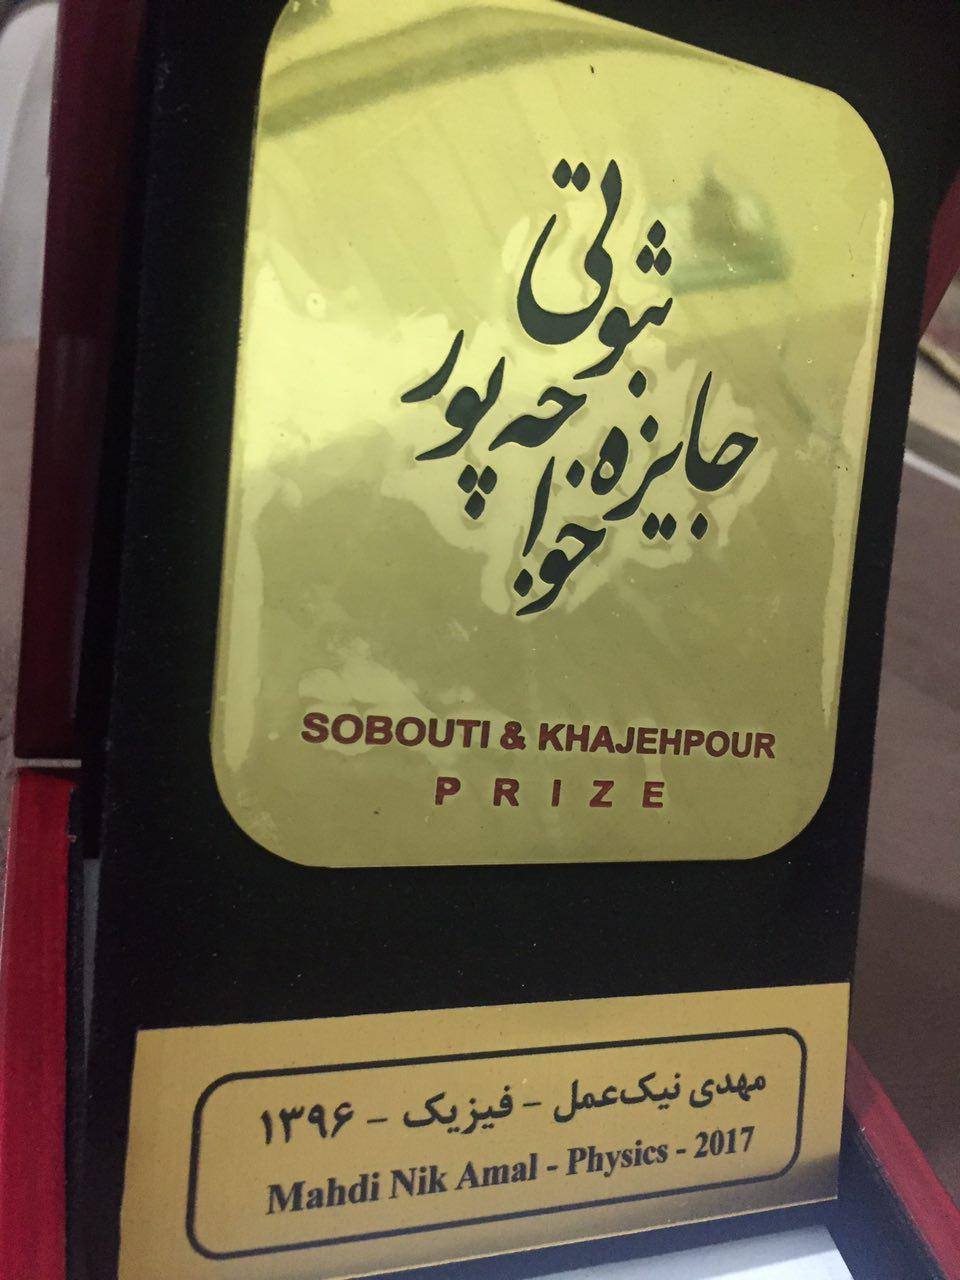 جایزه ثبوتی
خواجه پور
SOBOUTI & KHAJEHPOUR
PRIZE
مهدی نیک‌عمل - فیزیک - ۱۳۹۶
Mahdi Nik Amal - Physics - 2017